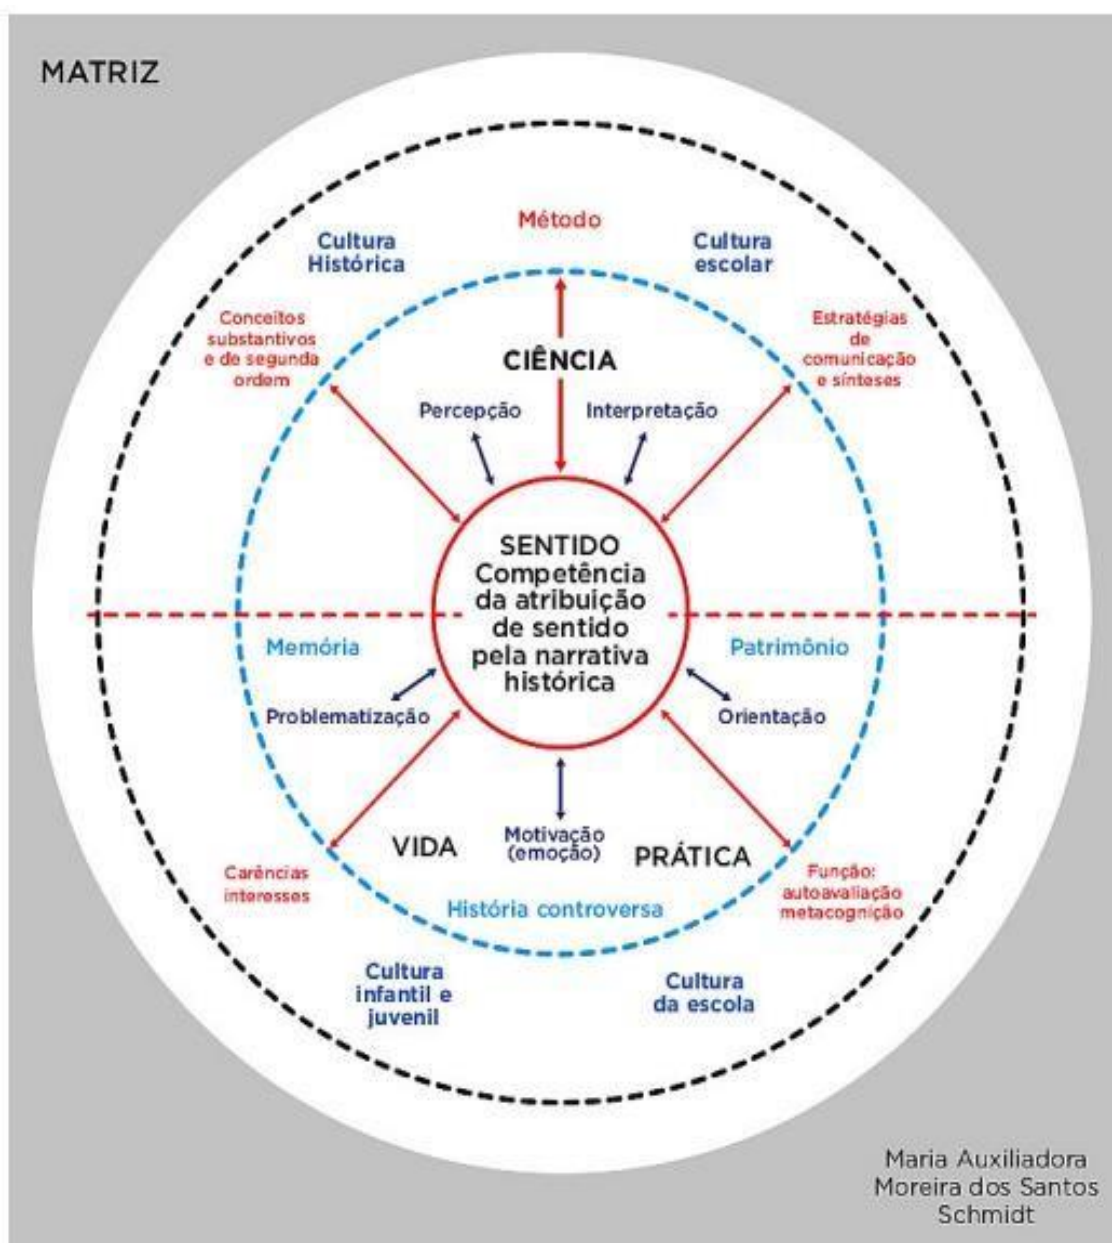 MATRIZ
Método
Cultura
Histórica
Cultura
escolar
Conceitos
substantivos
e de segunda
ordem
Estratégias
de
comunicação
e sínteses
CIÊNCIA
Percepção
Interpretação
SENTIDO
Competência
da atribuição
de sentido
pela narrativa
histórica
Memória
Patrimônio
Problematização
Orientação
VIDA
Motivação
(emoção)
PRÁTICA
Carências
interesses
Função:
autoavaliação
metacognição
História controversa
Cultura
infantil e
juvenil
Cultura
da escola
Maria Auxiliadora
Moreira dos Santos
Schmidt